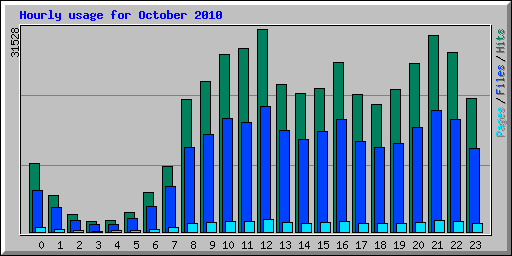 Hourly usage for October 2010
31528
Pages / Files / Hits
0 1 2 3 4 5 6 7 8 9 10 11 12 13 14 15 16 17 18 19 20 21 22 23